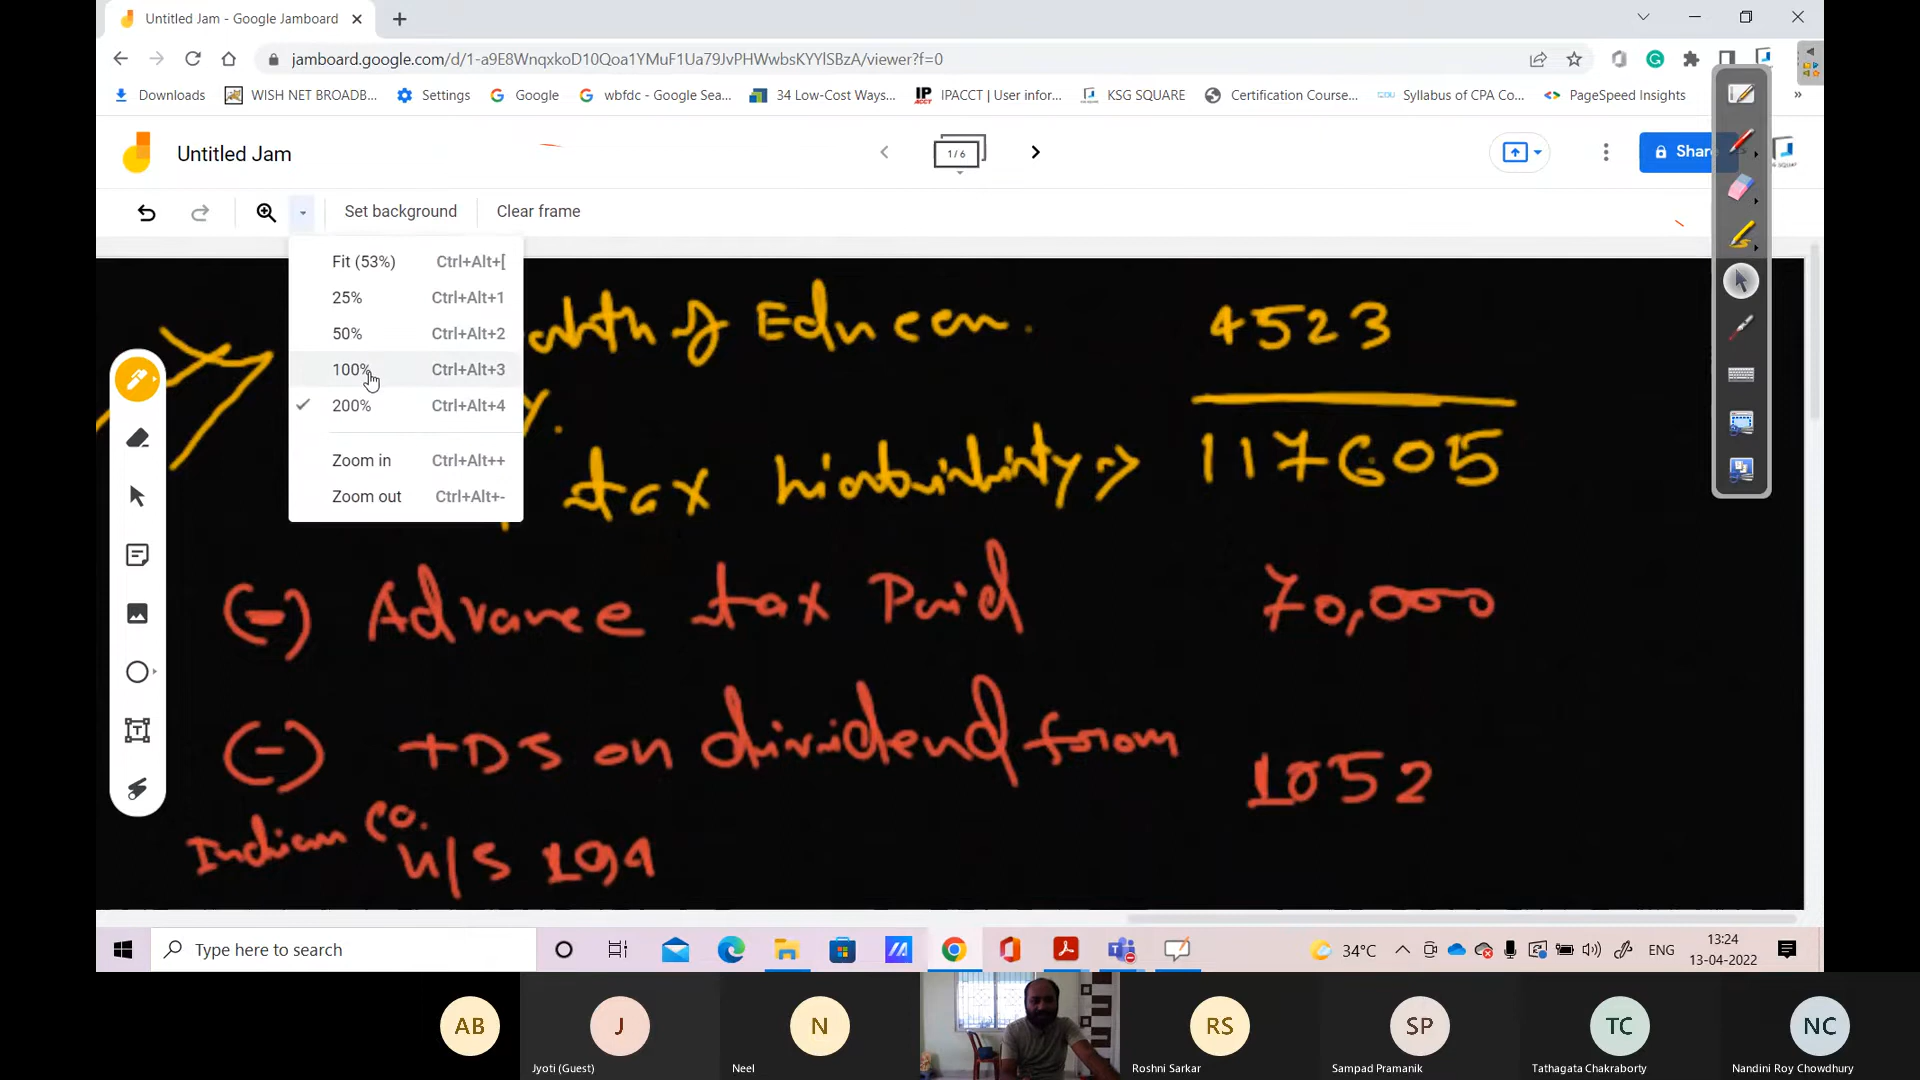 Untitled Jam - Google Jamboard
jamboard.google.com/d/1-a9E8WnqxkoD10Qoa1YMuF1Ua79JvPHWwbsKYYlSBzA/viewer?f=0
Downloads WISH NET BROADB... Settings Google wbfdc - Google Sea... 34 Low-Cost Ways... IPACCT | User infor... KSG SQUARE Certification Course... Syllabus of CPA Co... PageSpeed Insights »
Untitled Jam 1/6 Share
Set background Clear frame
Fit (53%) Ctrl+Alt+[
25% Ctrl+Alt+1
50% Ctrl+Alt+2
100% Ctrl+Alt+3
200% Ctrl+Alt+4
Zoom in Ctrl+Alt++
Zoom out Ctrl+Alt+-
of 4523
tax 117605
(-) Advance tax Paid 70,000
(-) TDS on dividend from 1052
Indian Co.
u/s 194
Type here to search 34°C ENG 13:24
13-04-2022
AB J N RS SP TC NC
Jyoti (Guest) Neel Roshni Sarkar Sampad Pramanik Tathagata Chakraborty Nandini Roy Chowdhury